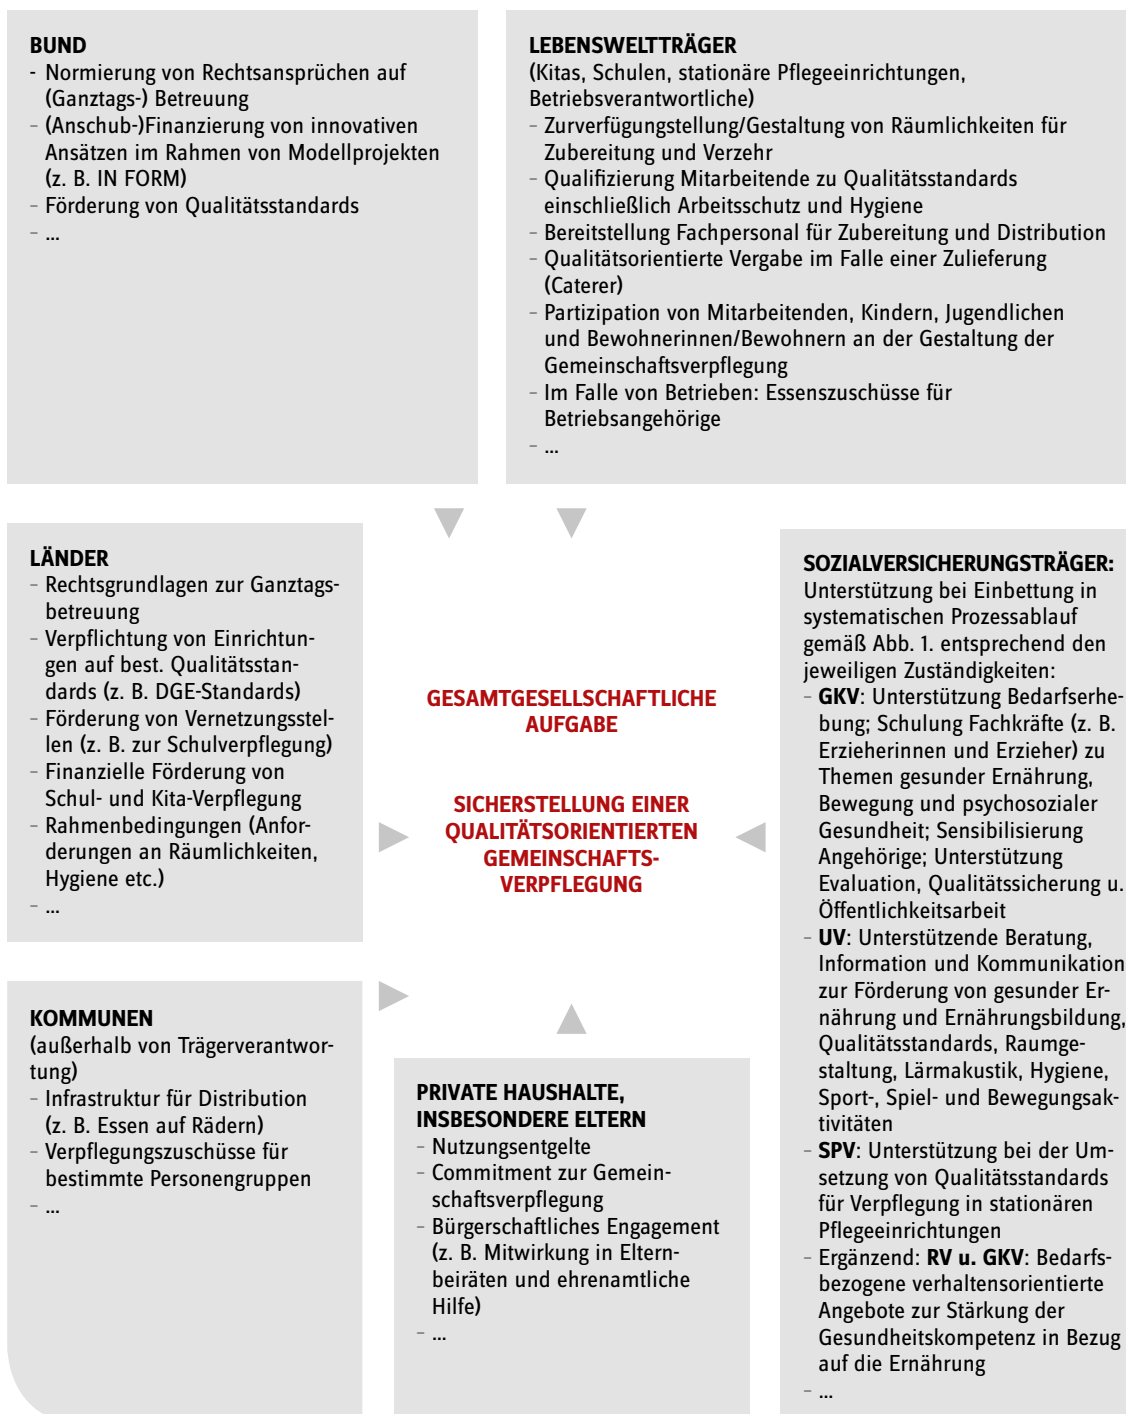 BUND
- Normierung von Rechtsansprüchen auf
(Ganztags-) Betreuung
– (Anschub-)Finanzierung von innovativen
Ansätzen im Rahmen von Modellprojekten
(z. B. IN FORM)
– Förderung von Qualitätsstandards
– ...
LEBENSWELTTRÄGER
(Kitas, Schulen, stationäre Pflegeeinrichtungen,
Betriebsverantwortliche)
– Zurverfügungstellung/Gestaltung von Räumlichkeiten für
Zubereitung und Verzehr
– Qualifizierung Mitarbeitende zu Qualitätsstandards
einschließlich Arbeitsschutz und Hygiene
– Bereitstellung Fachpersonal für Zubereitung und Distribution
– Qualitätsorientierte Vergabe im Falle einer Zulieferung
(Caterer)
– Partizipation von Mitarbeitenden, Kindern, Jugendlichen
und Bewohnerinnen/Bewohnern an der Gestaltung der
Gemeinschaftsverpflegung
– Im Falle von Betrieben: Essenszuschüsse für
Betriebsangehörige
– ...
LÄNDER
– Rechtsgrundlagen zur Ganztags-
betreuung
– Verpflichtung von Einrichtun-
gen auf best. Qualitätsstan-
dards (z. B. DGE-Standards)
– Förderung von Vernetzungsstel-
len (z. B. zur Schulverpflegung)
– Finanzielle Förderung von
Schul- und Kita-Verpflegung
– Rahmenbedingungen (Anfor-
derungen an Räumlichkeiten,
Hygiene etc.)
– ...
GESAMTGESELLSCHAFTLICHE
AUFGABE
SICHERSTELLUNG EINER
QUALITÄTSORIENTIERTEN
GEMEINSCHAFTS-
VERPFLEGUNG
SOZIALVERSICHERUNGSTRÄGER:
Unterstützung bei Einbettung in
systematischen Prozessablauf
gemäß Abb. 1. entsprechend den
jeweiligen Zuständigkeiten:
– GKV: Unterstützung Bedarfserhe-
bung; Schulung Fachkräfte (z. B.
Erzieherinnen und Erzieher) zu
Themen gesunder Ernährung,
Bewegung und psychosozialer
Gesundheit; Sensibilisierung
Angehörige; Unterstützung
Evaluation, Qualitätssicherung u.
Öffentlichkeitsarbeit
– UV: Unterstützende Beratung,
Information und Kommunikation
zur Förderung von gesunder Er-
nährung und Ernährungsbildung,
Qualitätsstandards, Raumge-
staltung, Lärmakustik, Hygiene,
Sport-, Spiel- und Bewegungsak-
tivitäten
– SPV: Unterstützung bei der Um-
setzung von Qualitätsstandards
für Verpflegung in stationären
Pflegeeinrichtungen
– Ergänzend: RV u. GKV: Bedarfs-
bezogene verhaltensorientierte
Angebote zur Stärkung der
Gesundheitskompetenz in Bezug
auf die Ernährung
– ...
KOMMUNEN
(außerhalb von Trägerverantwor-
tung)
– Infrastruktur für Distribution
(z. B. Essen auf Rädern)
– Verpflegungszuschüsse für
bestimmte Personengruppen
– ...
PRIVATE HAUSHALTE,
INSBESONDERE ELTERN
– Nutzungsentgelte
– Commitment zur Gemein-
schaftsverpflegung
– Bürgerschaftliches Engagement
(z. B. Mitwirkung in Eltern-
beiräten und ehrenamtliche
Hilfe)
– ...